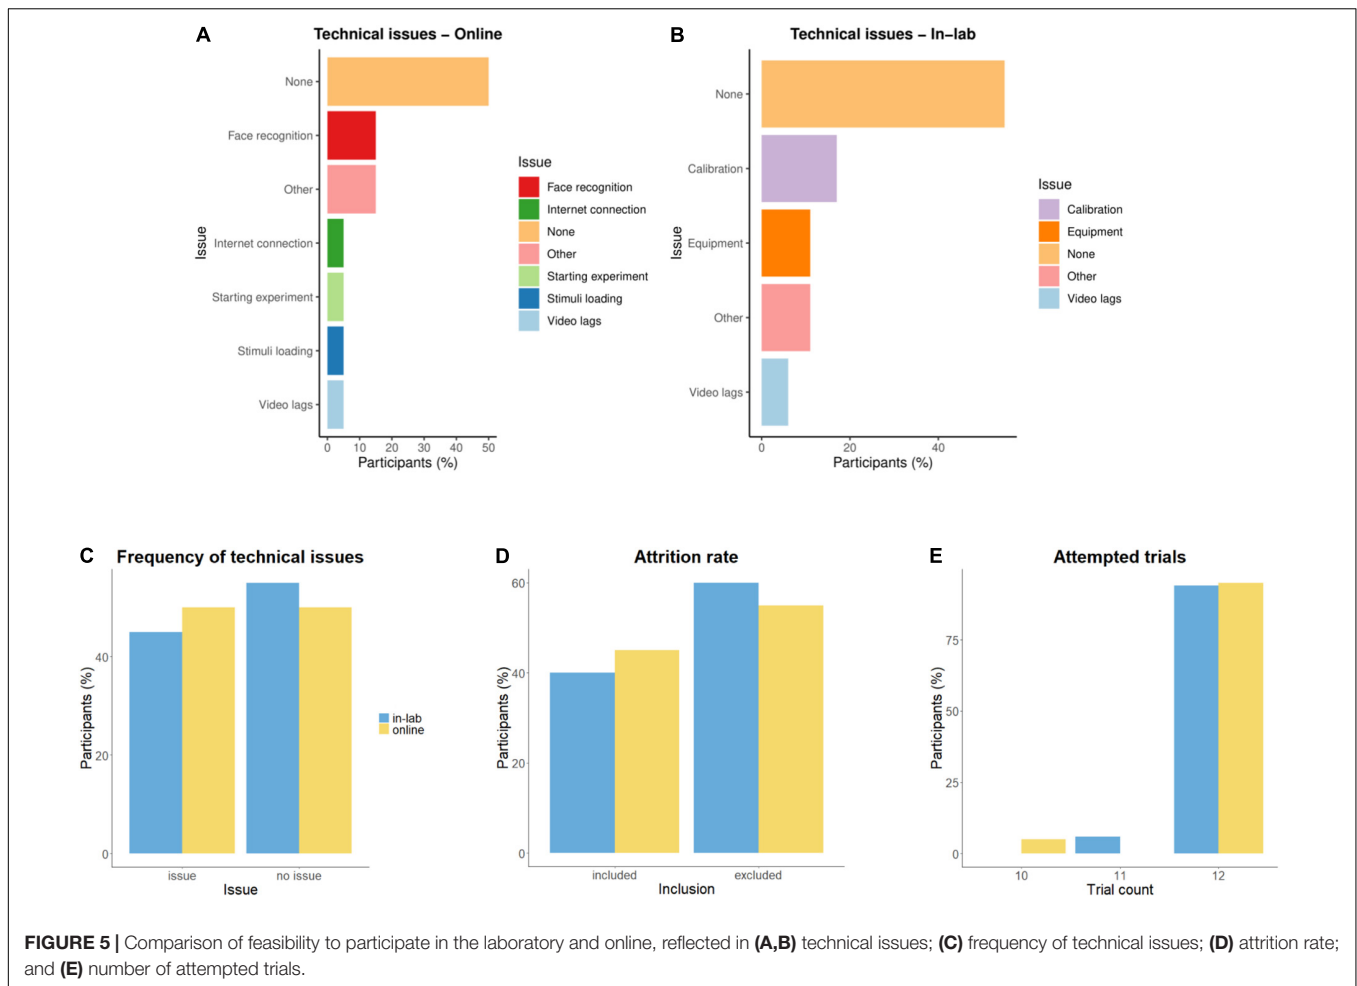 A
Technical issues – Online
None
Face recognition
Other
Internet connection
Starting experiment
Stimuli loading
Video lags
Issue
0 10 20 30 40 50
Participants (%)
Issue
Face recognition
Internet connection
None
Other
Starting experiment
Stimuli loading
Video lags
B
Technical issues – In–lab
None
Calibration
Equipment
Other
Video lags
Issue
0 20 40
Participants (%)
Issue
Calibration
Equipment
None
Other
Video lags
C
Frequency of technical issues
Participants (%)
40
20
0
issue no issue
Issue
in-lab
online
D
Attrition rate
Participants (%)
60
40
20
0
included excluded
Inclusion
E
Attempted trials
Participants (%)
75
50
25
0
10 11 12
Trial count
FIGURE 5 | Comparison of feasibility to participate in the laboratory and online, reflected in (A,B) technical issues; (C) frequency of technical issues; (D) attrition rate;
and (E) number of attempted trials.